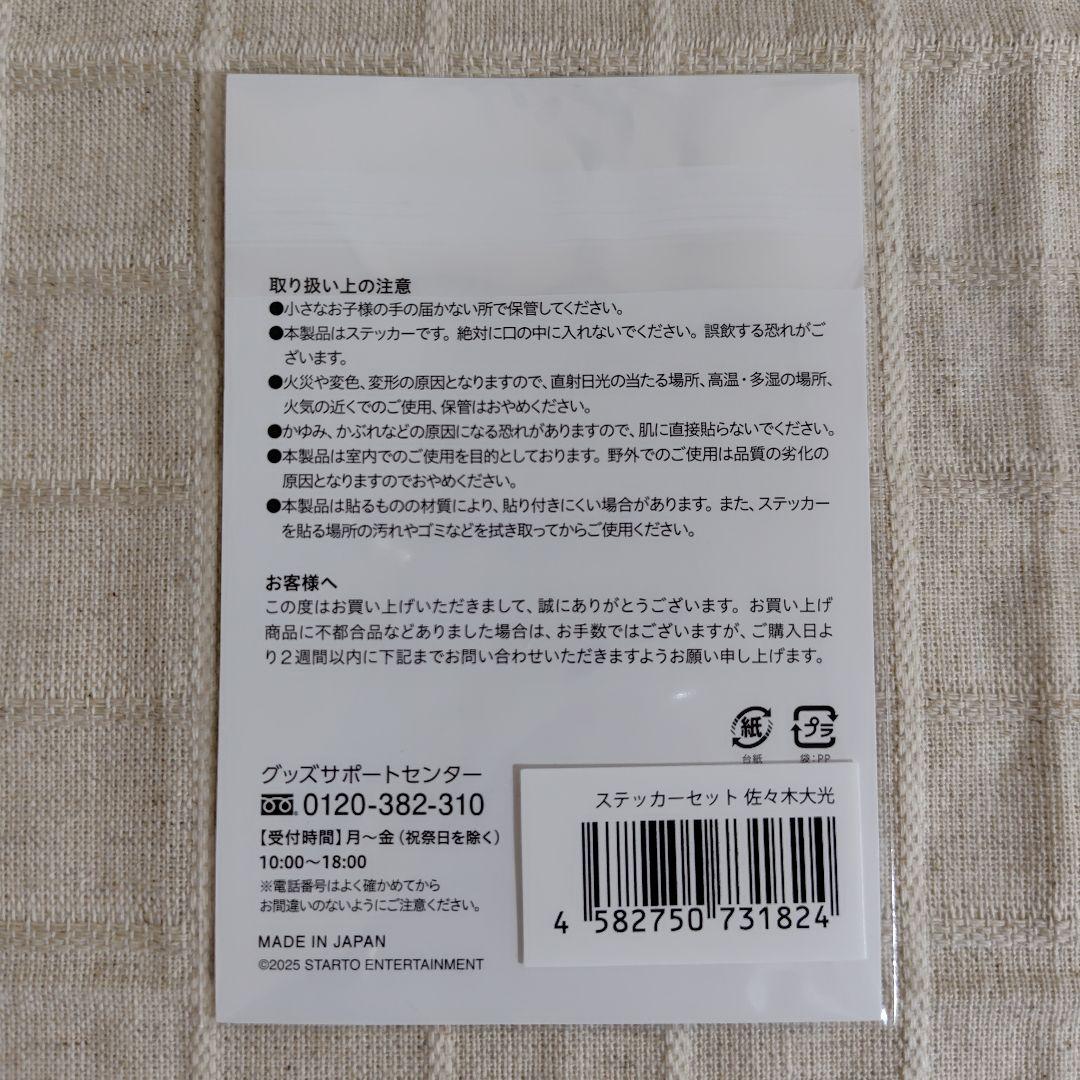 取り扱い上の注意
●小さなお子様の手の届かない所で保管してください。
●本製品はステッカーです。絶対に口の中に入れないでください。誤飲する恐れがご
ざいます。
●火災や変色、変形の原因となりますので、直射日光の当たる場所、高温・多湿の場所、
火気の近くでのご使用、保管はおやめください。
●かゆみ、かぶれなどの原因になる恐れがありますので、肌に直接貼らないでください。
●本製品は室内でのご使用を目的としております。野外でのご使用は品質の劣化の
原因となりますのでおやめください。
●本製品は貼るものの材質により、貼り付きにくい場合があります。また、ステッカー
を貼る場所の汚れやゴミなどを拭き取ってからご使用ください。
お客様へ
この度はお買い上げいただきまして、誠にありがとうございます。お買い上げ
商品に不都合品などありました場合は、お手数ではございますが、ご購入日よ
り2週間以内に下記までお問い合わせいただきますようお願い申し上げます。
紙 プラ
台紙 袋:PP
グッズサポートセンター
0120-382-310
【受付時間】月〜金(祝祭日を除く)
10:00〜18:00
※電話番号はよく確かめてから
お間違いのないようにご注意ください。
MADE IN JAPAN
©2025 STARTO ENTERTAINMENT
ステッカーセット 佐々木大光
4 582750 731824